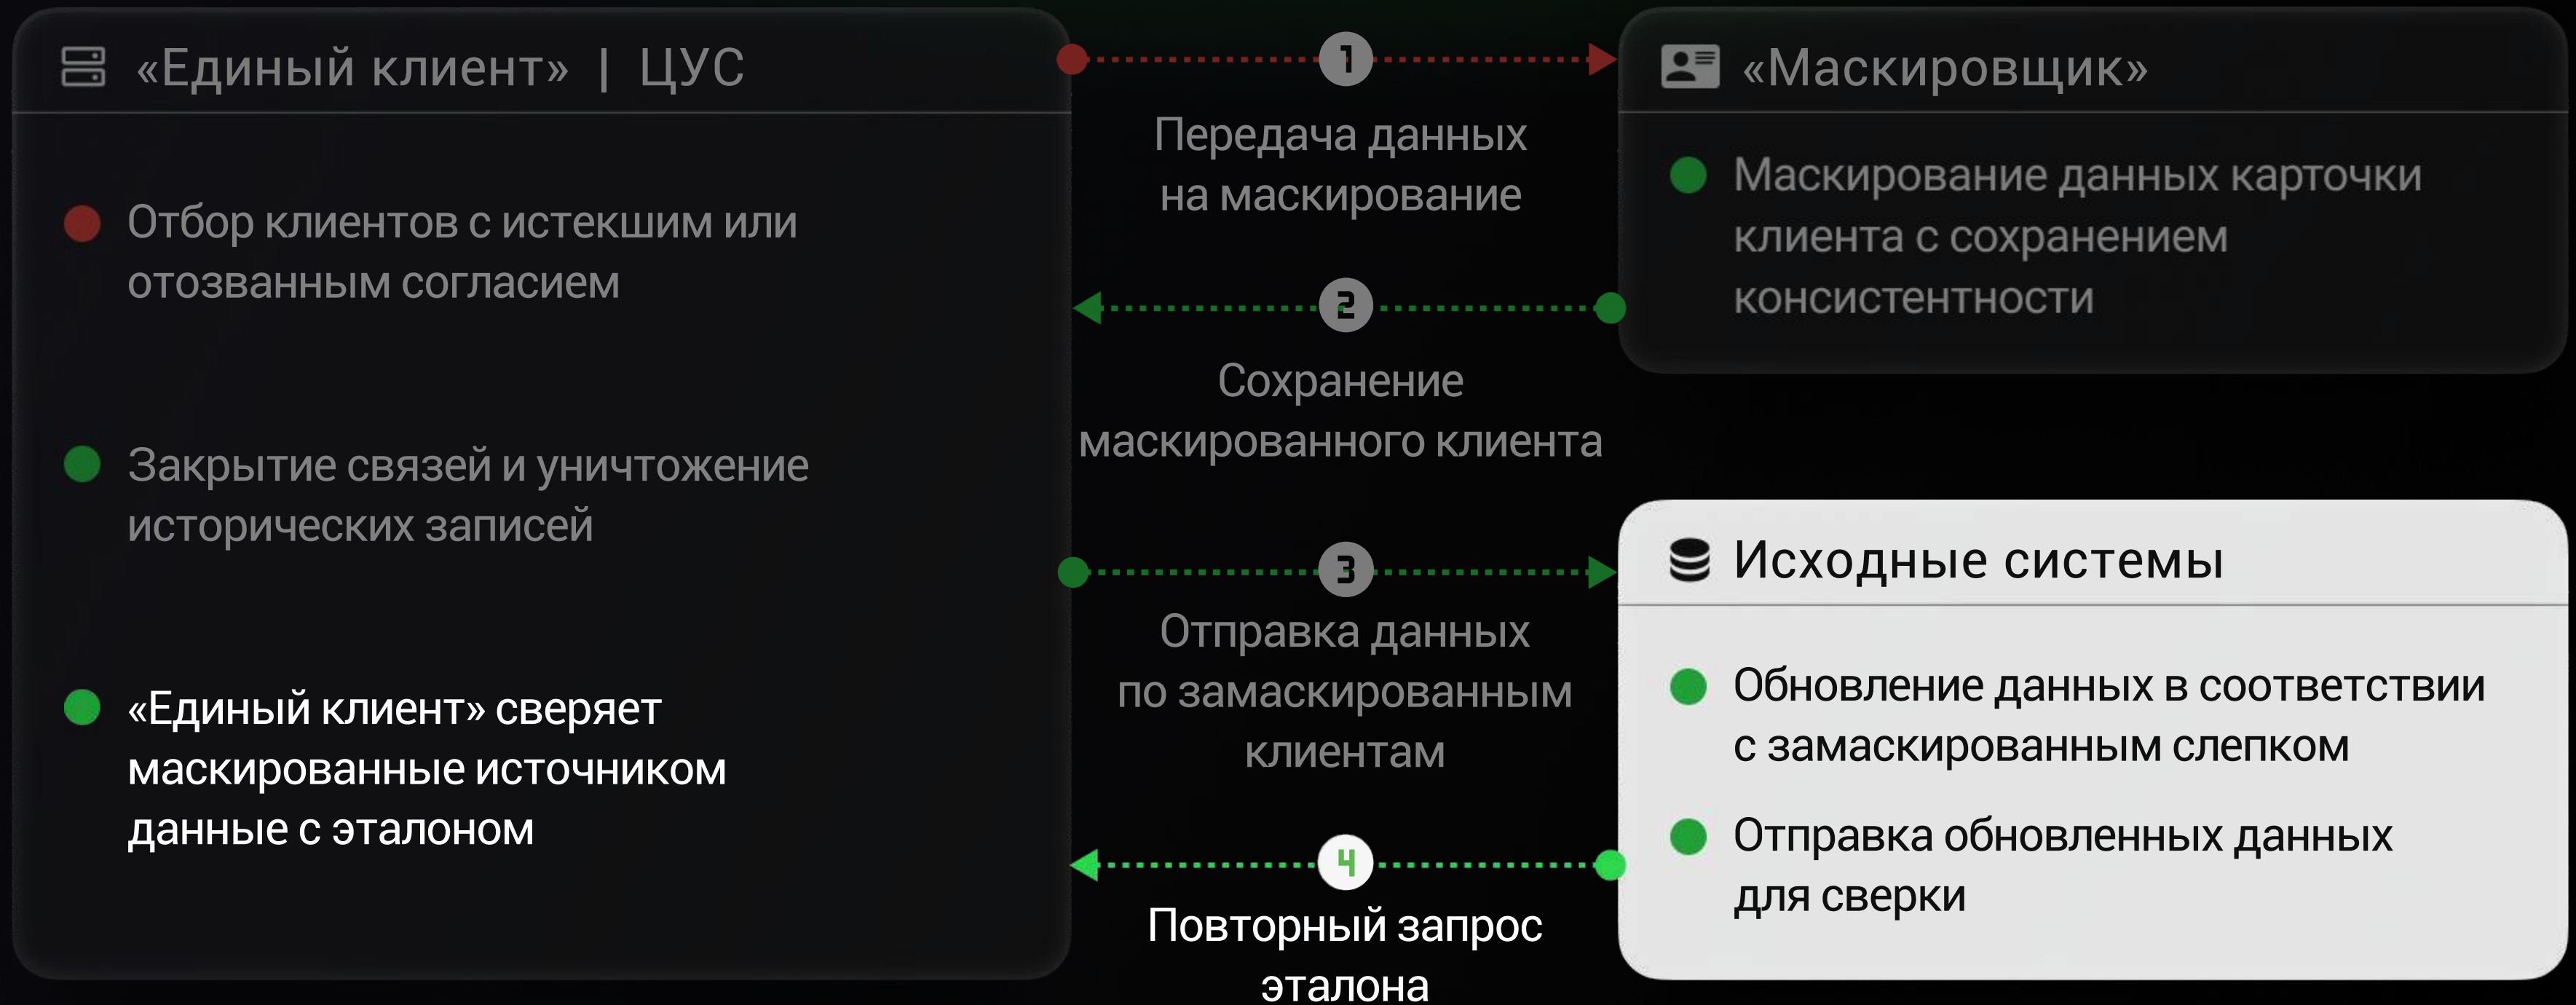 «Единый клиент» | ЦУС
Отбор клиентов с истекшим или
отозванным согласием
Закрытие связей и уничтожение
исторических записей
«Единый клиент» сверяет
маскированные источником
данные с эталоном
1
Передача данных
на маскирование
2
Сохранение
маскированного клиента
3
Отправка данных
по замаскированным
клиентам
4
Повторный запрос
эталона
«Маскировщик»
Маскирование данных карточки
клиента с сохранением
консистентности
Исходные системы
Обновление данных в соответствии
с замаскированным слепком
Отправка обновленных данных
для сверки